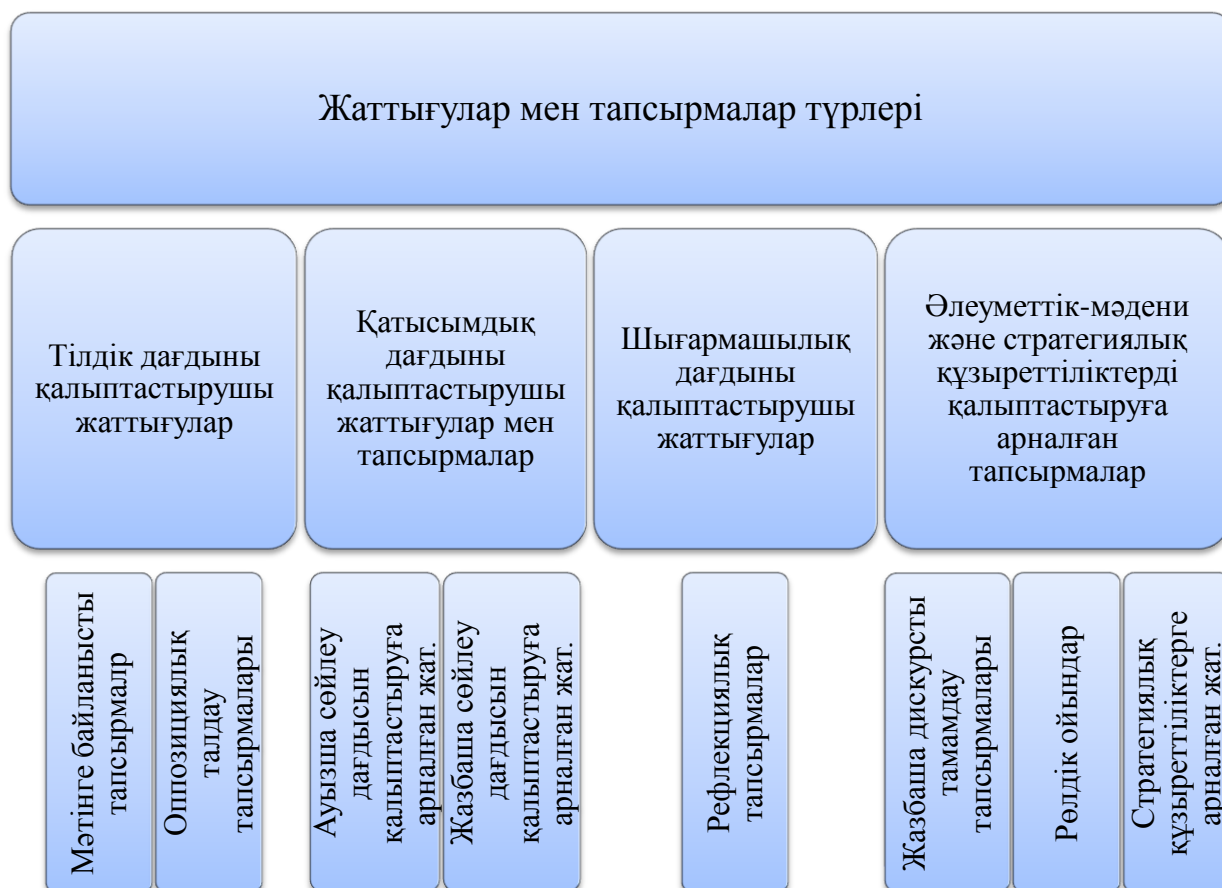 Жаттығулар мен тапсырмалар түрлері
Тілдік дағдыны
қалыптастырушы
жаттығулар
Қатысымдық
дағдыны
қалыптастырушы
жаттығулар мен
тапсырмалар
Шығармашылық
дағдыны
қалыптастырушы
жаттығулар
Әлеуметтік-мәдени
және стратегиялық
құзыреттіліктерді
қалыптастыруға
арналған
тапсырмалар
Мәтінге байланысты
тапсырмалр
Оппозициялық
талдау
тапсырмалары
Ауызша сөйлеу
дағдысын
қалыптастыруға
арналған жат.
Жазбаша сөйлеу
дағдысын
қалыптастыруға
арналған жат.
Рефлекциялық
тапсырмалар
Жазбаша дискурсты
тамамдау
тапсырмалары
Рөлдік ойындар
Стратегиялық
құзыреттіліктерге
арналған жат.